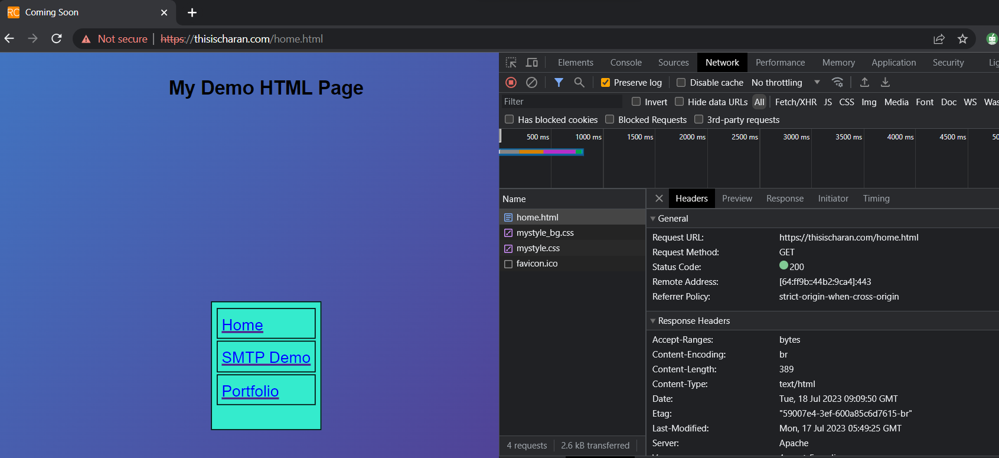 RC Coming Soon
Not secure https://thisischaran.com/home.html
My Demo HTML Page
Home
SMTP Demo
Portfolio
Elements Console Sources Network Performance Memory Application Security Lig
Preserve log Disable cache No throttling
Filter Invert Hide data URLs All Fetch/XHR JS CSS Img Media Font Doc WS Was
Has blocked cookies Blocked Requests 3rd-party requests
500 ms 1000 ms 1500 ms 2000 ms 2500 ms 3000 ms 3500 ms 4000 ms 4500 ms 50
Name
home.html
mystyle_bg.css
mystyle.css
favicon.ico
4 requests 2.6 kB transferred
Headers Preview Response Initiator Timing
General
Request URL: https://thisischaran.com/home.html
Request Method: GET
Status Code: 200
Remote Address: [64:ff9b::44b2:9ca4]:443
Referrer Policy: strict-origin-when-cross-origin
Response Headers
Accept-Ranges: bytes
Content-Encoding: br
Content-Length: 389
Content-Type: text/html
Date: Tue, 18 Jul 2023 09:09:50 GMT
Etag: "59007e4-3ef-600a85c6d7615-br"
Last-Modified: Mon, 17 Jul 2023 05:49:25 GMT
Server: Apache